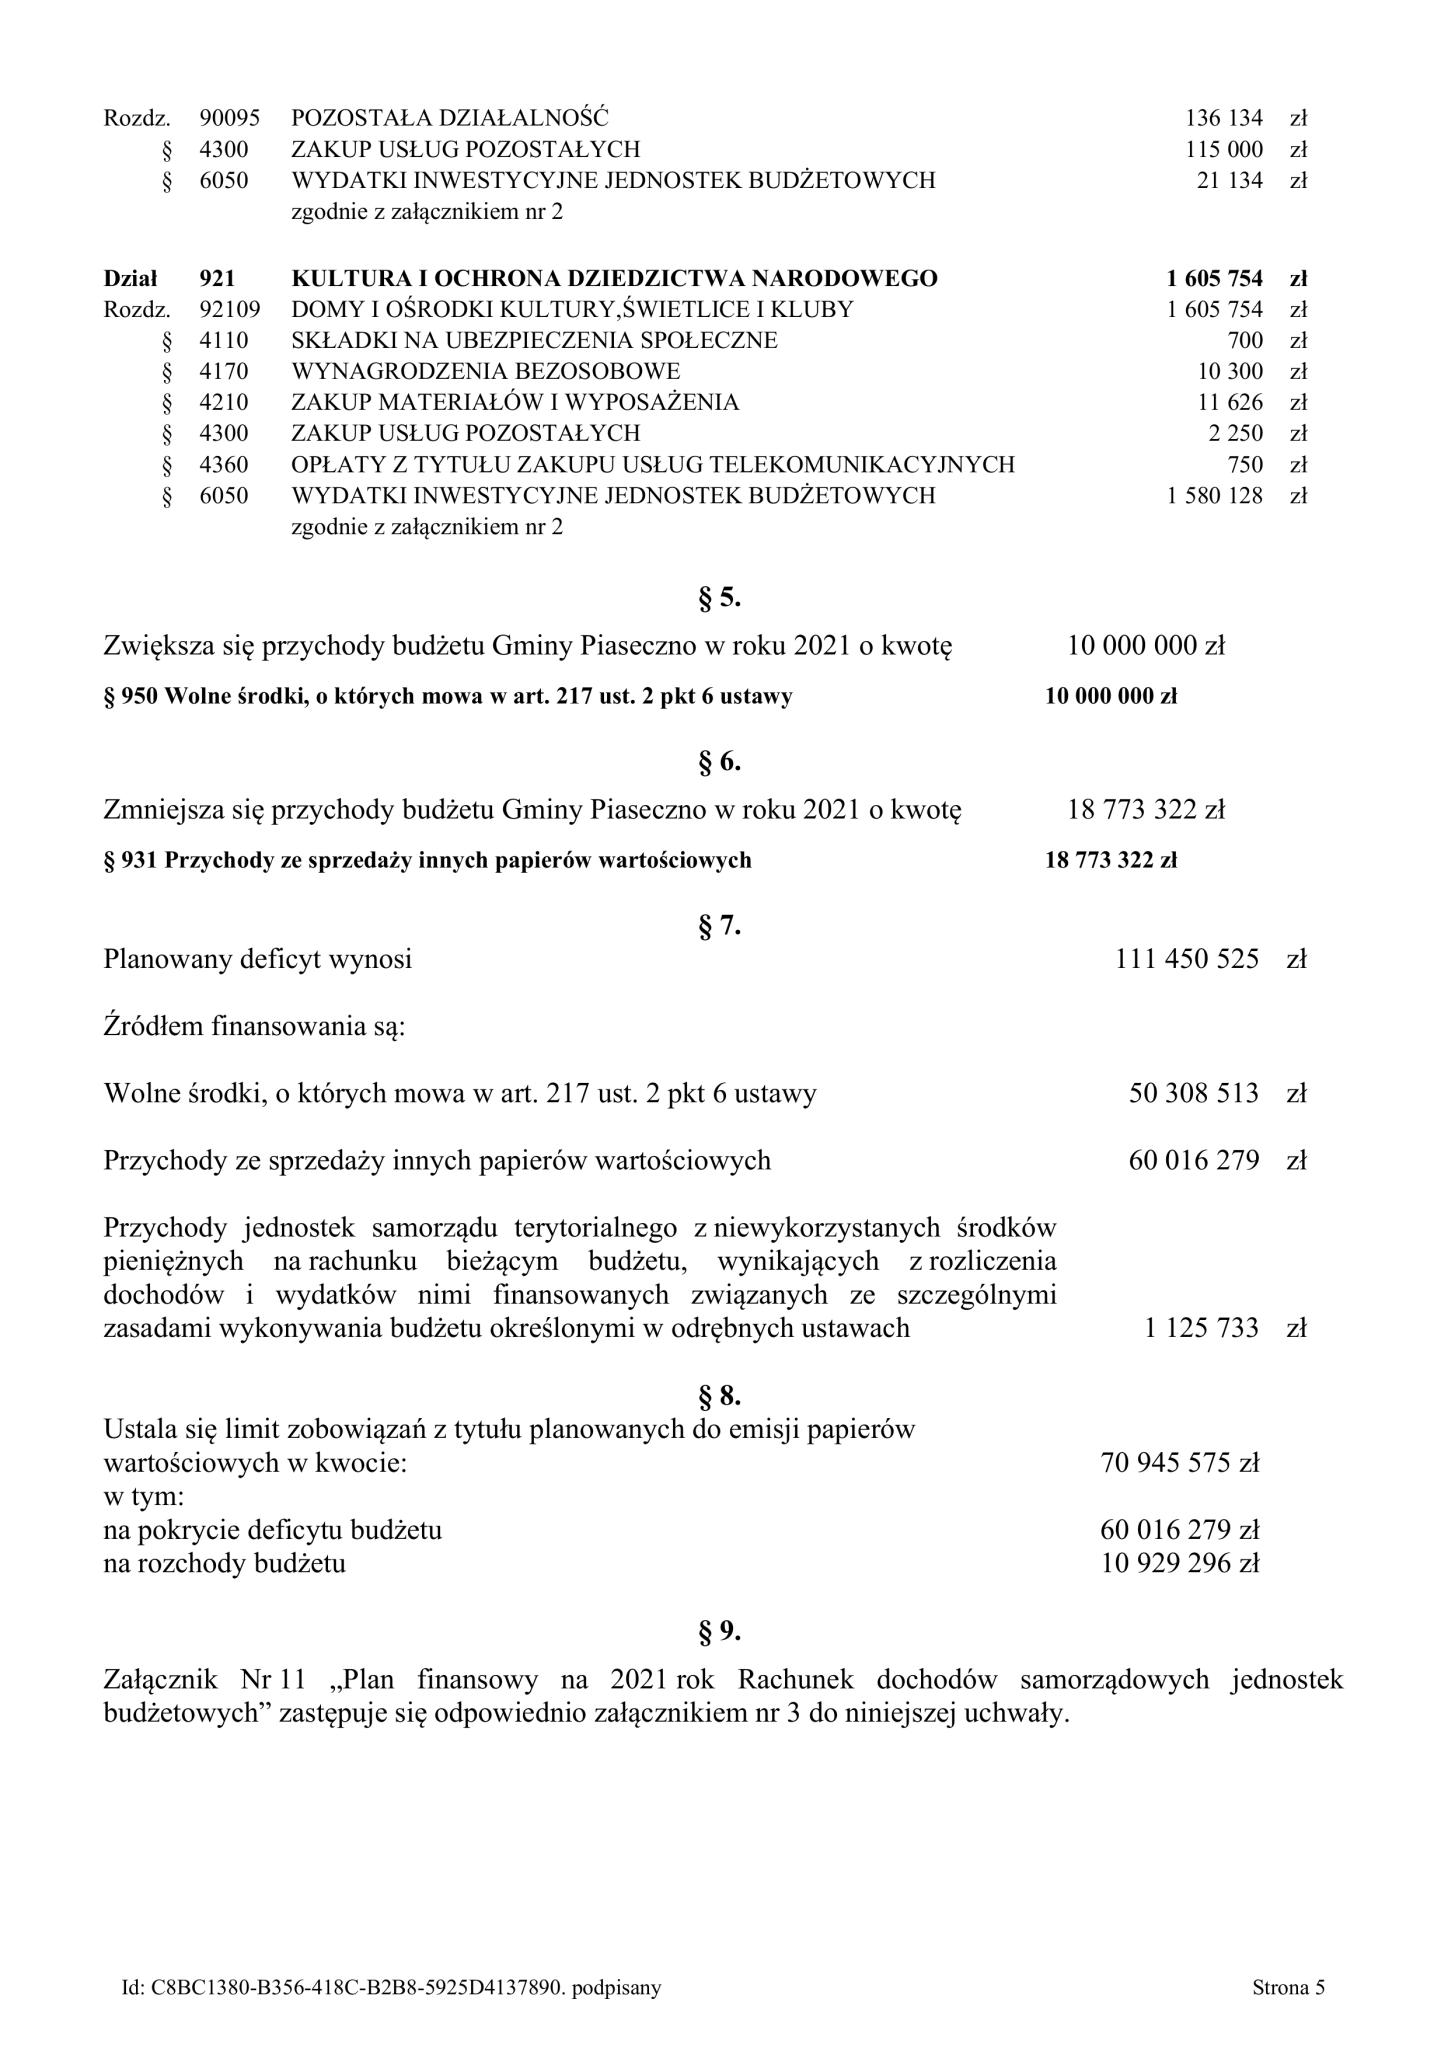 Rozdz. 90095 POZOSTAŁA DZIAŁALNOŚĆ 136 134 zł
§ 4300 ZAKUP USŁUG POZOSTAŁYCH 115 000 zł
§ 6050 WYDATKI INWESTYCYJNE JEDNOSTEK BUDŻETOWYCH 21 134 zł
zgodnie z załącznikiem nr 2
Dział 921 KULTURA I OCHRONA DZIEDZICTWA NARODOWEGO 1 605 754 zł
Rozdz. 92109 DOMY I OŚRODKI KULTURY,ŚWIETLICE I KLUBY 1 605 754 zł
§ 4110 SKŁADKI NA UBEZPIECZENIA SPOŁECZNE 700 zł
§ 4170 WYNAGRODZENIA BEZOSOBOWE 10 300 zł
§ 4210 ZAKUP MATERIAŁÓW I WYPOSAŻENIA 11 626 zł
§ 4300 ZAKUP USŁUG POZOSTAŁYCH 2 250 zł
§ 4360 OPŁATY Z TYTUŁU ZAKUPU USŁUG TELEKOMUNIKACYJNYCH 750 zł
§ 6050 WYDATKI INWESTYCYJNE JEDNOSTEK BUDŻETOWYCH 1 580 128 zł
zgodnie z załącznikiem nr 2
§ 5.
Zwiększa się przychody budżetu Gminy Piaseczno w roku 2021 o kwotę 10 000 000 zł
§ 950 Wolne środki, o których mowa w art. 217 ust. 2 pkt 6 ustawy 10 000 000 zł
§ 6.
Zmniejsza się przychody budżetu Gminy Piaseczno w roku 2021 o kwotę 18 773 322 zł
§ 931 Przychody ze sprzedaży innych papierów wartościowych 18 773 322 zł
§ 7.
Planowany deficyt wynosi 111 450 525 zł
Źródłem finansowania są:
Wolne środki, o których mowa w art. 217 ust. 2 pkt 6 ustawy 50 308 513 zł
Przychody ze sprzedaży innych papierów wartościowych 60 016 279 zł
Przychody jednostek samorządu terytorialnego z niewykorzystanych środków
pieniężnych na rachunku bieżącym budżetu, wynikających z rozliczenia
dochodów i wydatków nimi finansowanych związanych ze szczególnymi
zasadami wykonywania budżetu określonymi w odrębnych ustawach 1 125 733 zł
§ 8.
Ustala się limit zobowiązań z tytułu planowanych do emisji papierów
wartościowych w kwocie: 70 945 575 zł
w tym:
na pokrycie deficytu budżetu 60 016 279 zł
na rozchody budżetu 10 929 296 zł
§ 9.
Załącznik Nr 11 „Plan finansowy na 2021 rok Rachunek dochodów samorządowych jednostek
budżetowych” zastępuje się odpowiednio załącznikiem nr 3 do niniejszej uchwały.
Id: C8BC1380-B356-418C-B2B8-5925D4137890. podpisany Strona 5